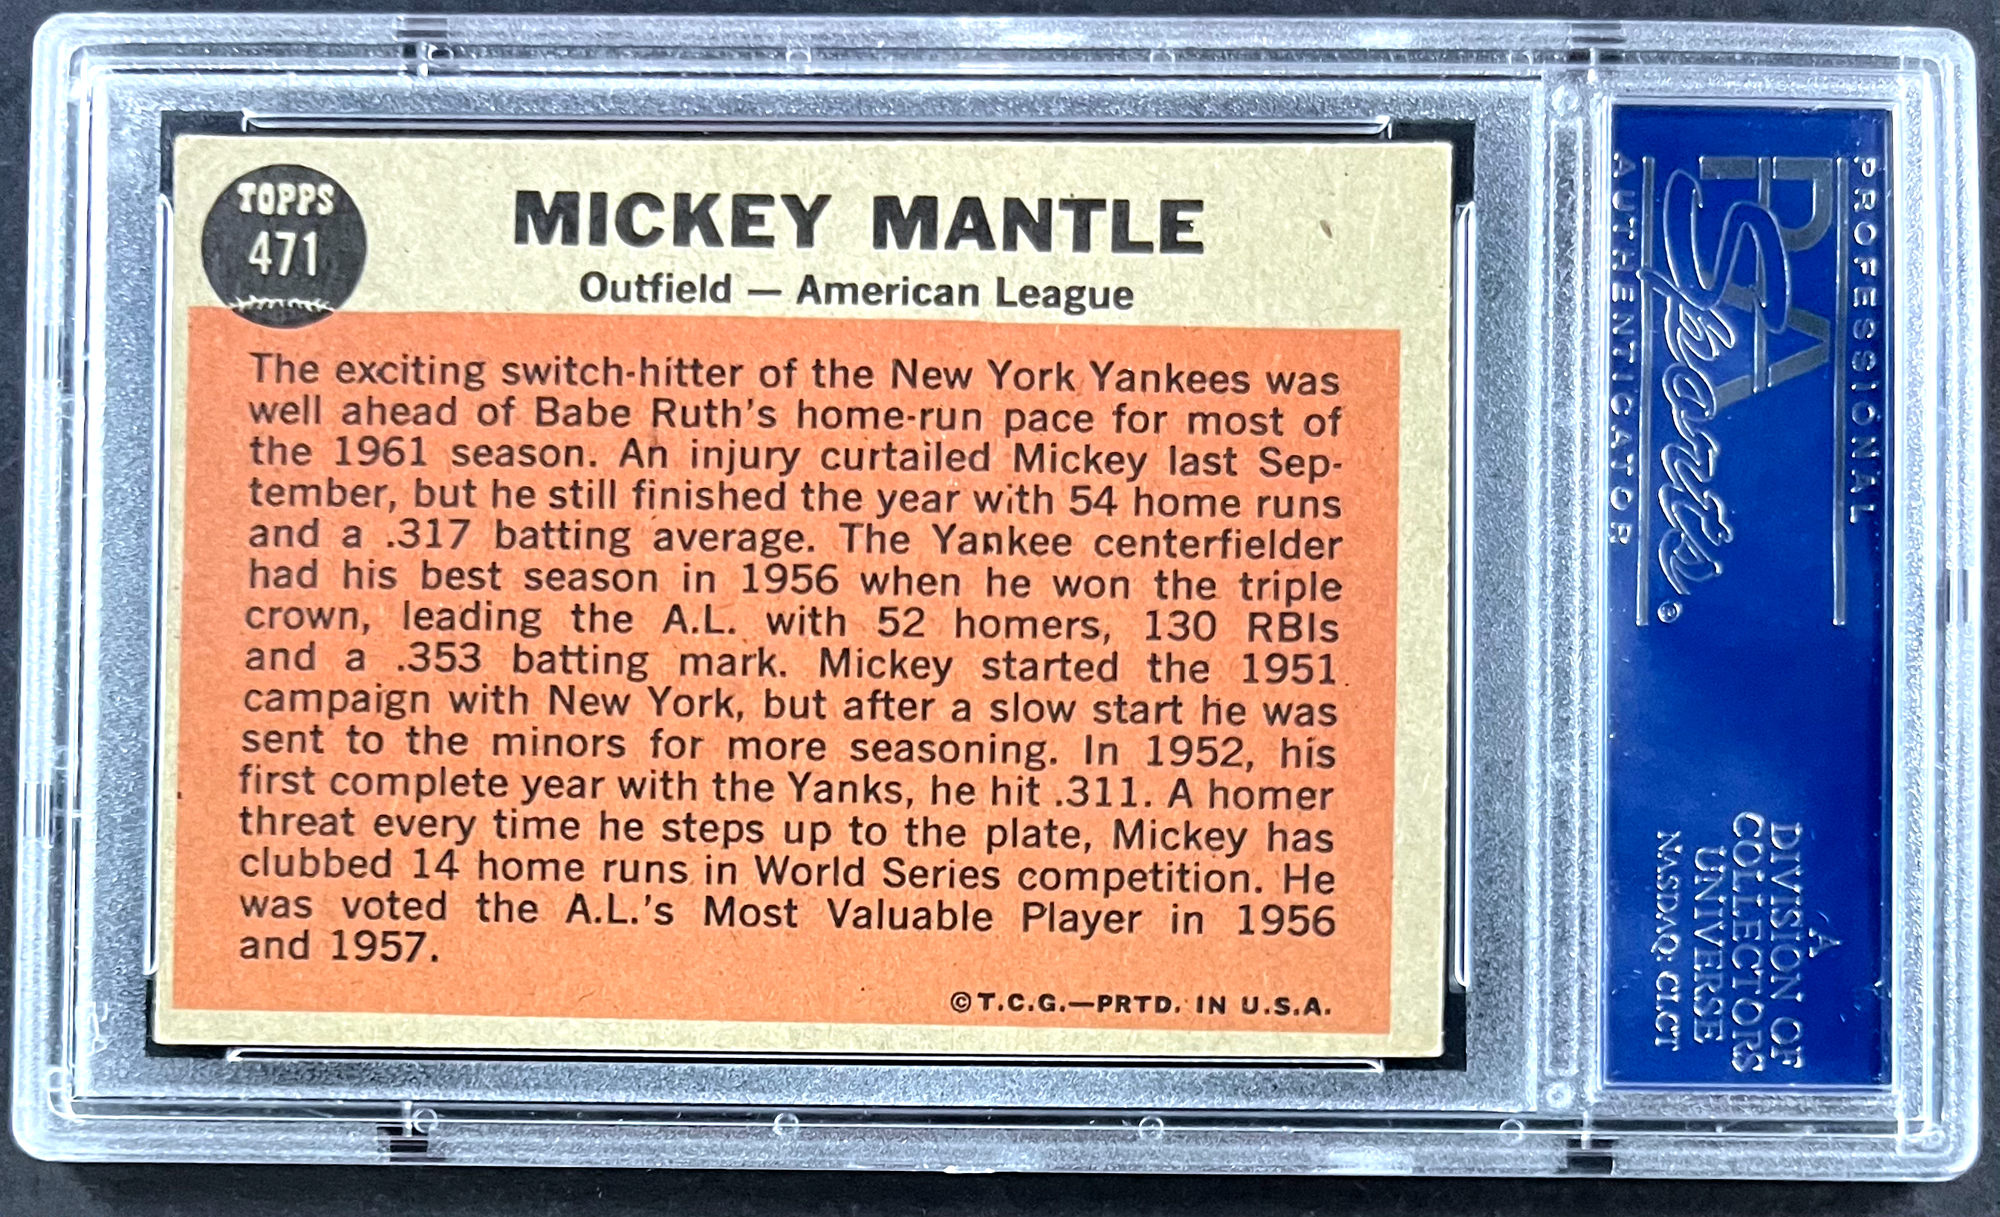 TOPPS
471
MICKEY MANTLE
Outfield — American League
The exciting switch-hitter of the New York Yankees was
well ahead of Babe Ruth's home-run pace for most of
the 1961 season. An injury curtailed Mickey last Sep-
tember, but he still finished the year with 54 home runs
and a .317 batting average. The Yankee centerfielder
had his best season in 1956 when he won the triple
crown, leading the A.L. with 52 homers, 130 RBIs
and a .353 batting mark. Mickey started the 1951
campaign with New York, but after a slow start he was
sent to the minors for more seasoning. In 1952, his
first complete year with the Yanks, he hit .311. A homer
threat every time he steps up to the plate, Mickey has
clubbed 14 home runs in World Series competition. He
was voted the A.L.'s Most Valuable Player in 1956
and 1957.
©T.C.G.—PRTD. IN U.S.A.
PROFESSIONAL
PSA
Sports®
AUTHENTICATOR
A
DIVISION OF
COLLECTORS
UNIVERSE
NASDAQ: CLCT